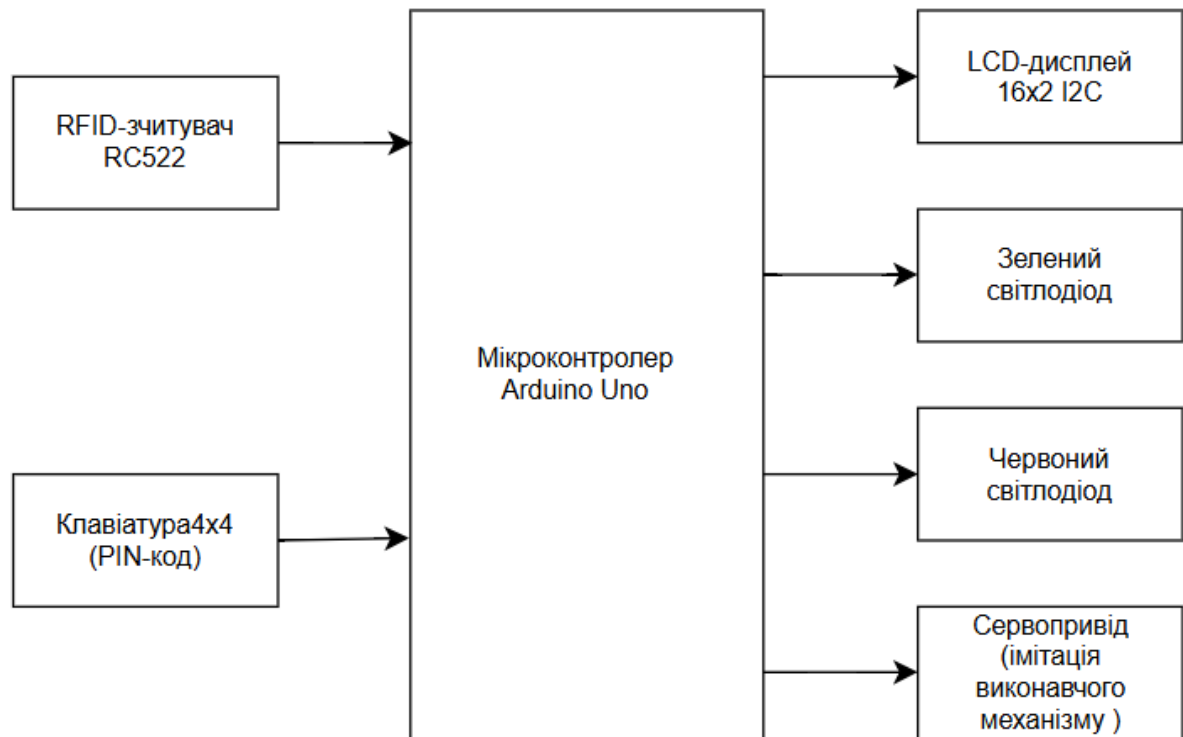 RFID-зчитувач
RC522
Клавіатура4х4
(PIN-код)
Мікроконтролер
Arduino Uno
LCD-дисплей
16x2 I2C
Зелений
світлодіод
Червоний
світлодіод
Сервопривід
(імітація
виконавчого
механізму )